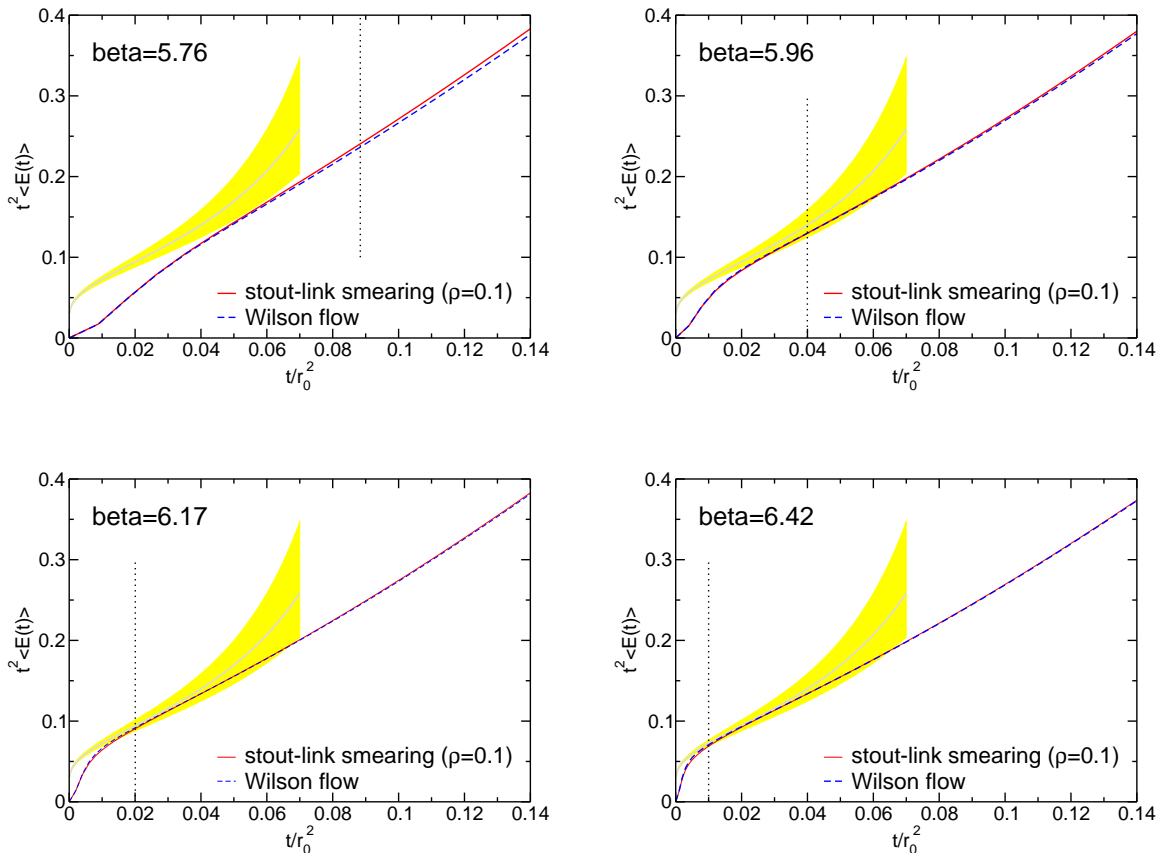 beta=5.76
t²<E(t)>
0.4
0.3
0.2
0.1
0
stout-link smearing (ρ=0.1)
Wilson flow
0 0.02 0.04 0.06 0.08 0.1 0.12 0.14
t/r₀²
beta=5.96
t²<E(t)>
0.4
0.3
0.2
0.1
0
stout-link smearing (ρ=0.1)
Wilson flow
0 0.02 0.04 0.06 0.08 0.1 0.12 0.14
t/r₀²
beta=6.17
t²<E(t)>
0.4
0.3
0.2
0.1
0
stout-link smearing (ρ=0.1)
Wilson flow
0 0.02 0.04 0.06 0.08 0.1 0.12 0.14
t/r₀²
beta=6.42
t²<E(t)>
0.4
0.3
0.2
0.1
0
stout-link smearing (ρ=0.1)
Wilson flow
0 0.02 0.04 0.06 0.08 0.1 0.12 0.14
t/r₀²